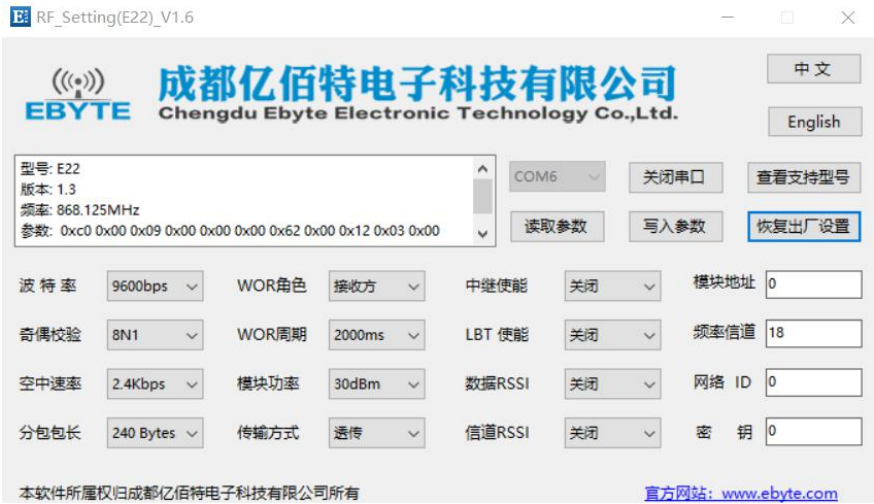 RF_Setting(E22)_V1.6
EBYTE
成都亿佰特电子科技有限公司
Chengdu Ebyte Electronic Technology Co.,Ltd.
中 文
English
型号: E22
版本: 1.3
频率: 868.125MHz
参数: 0xc0 0x00 0x09 0x00 0x00 0x00 0x62 0x00 0x12 0x03 0x00
COM6 关闭串口 查看支持型号
读取参数 写入参数 恢复出厂设置
波 特 率 9600bps WOR角色 接收方 中继使能 关闭 模块地址 0
奇偶校验 8N1 WOR周期 2000ms LBT 使能 关闭 频率信道 18
空中速率 2.4Kbps 模块功率 30dBm 数据RSSI 关闭 网络 ID 0
分包包长 240 Bytes 传输方式 透传 信道RSSI 关闭 密 钥 0
本软件所属权归成都亿佰特电子科技有限公司所有 官方网站: www.ebyte.com